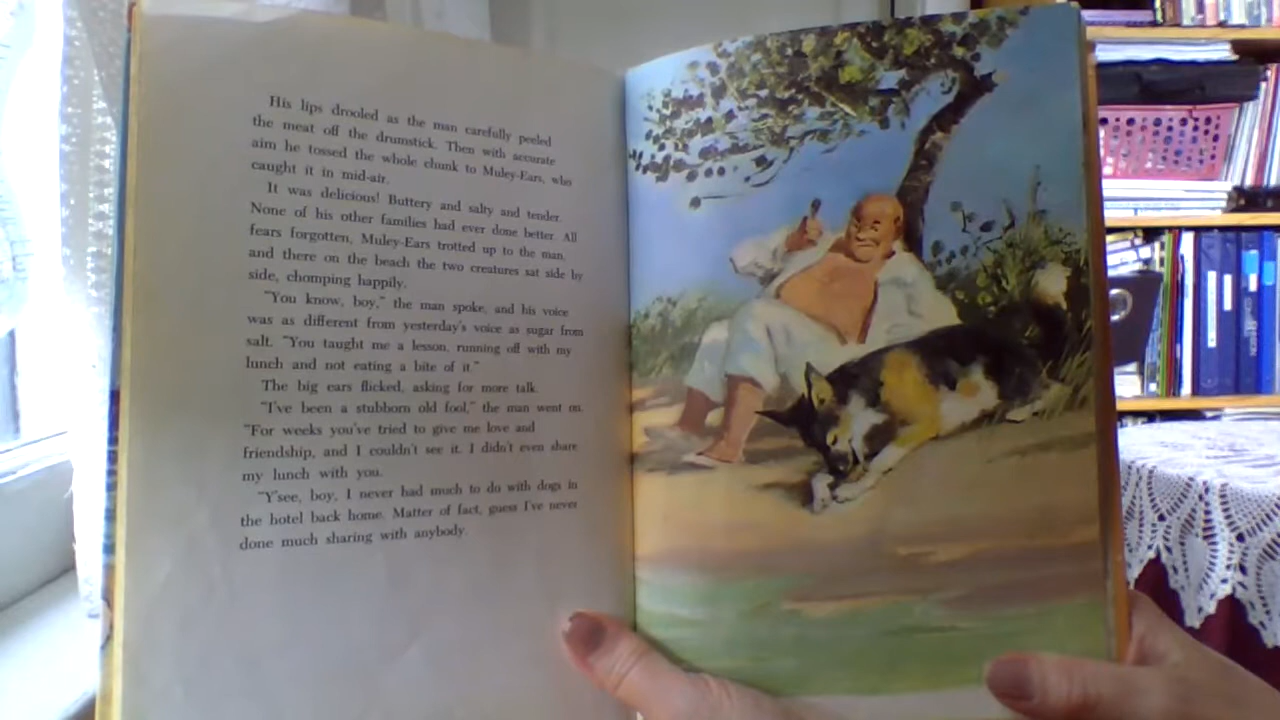 His lips drooled as the man carefully peeled
the meat off the drumstick. Then with accurate
aim he tossed the whole chunk to Muley-Ears, who
caught it in mid-air.
It was delicious! Buttery and salty and tender.
None of his other families had ever done better. All
fears forgotten, Muley-Ears trotted up to the man,
and there on the beach the two creatures sat side by
side, chomping happily.
"You know, boy," the man spoke, and his voice
was as different from yesterday's voice as sugar from
salt. "You taught me a lesson, running off with my
lunch and not eating a bite of it."
The big ears flicked, asking for more talk.
"I've been a stubborn old fool," the man went on.
"For weeks you've tried to give me love and
friendship, and I couldn't see it. I didn't even share
my lunch with you.
"Y'see, boy, I never had much to do with dogs in
the hotel back home. Matter of fact, guess I've never
done much sharing with anybody.